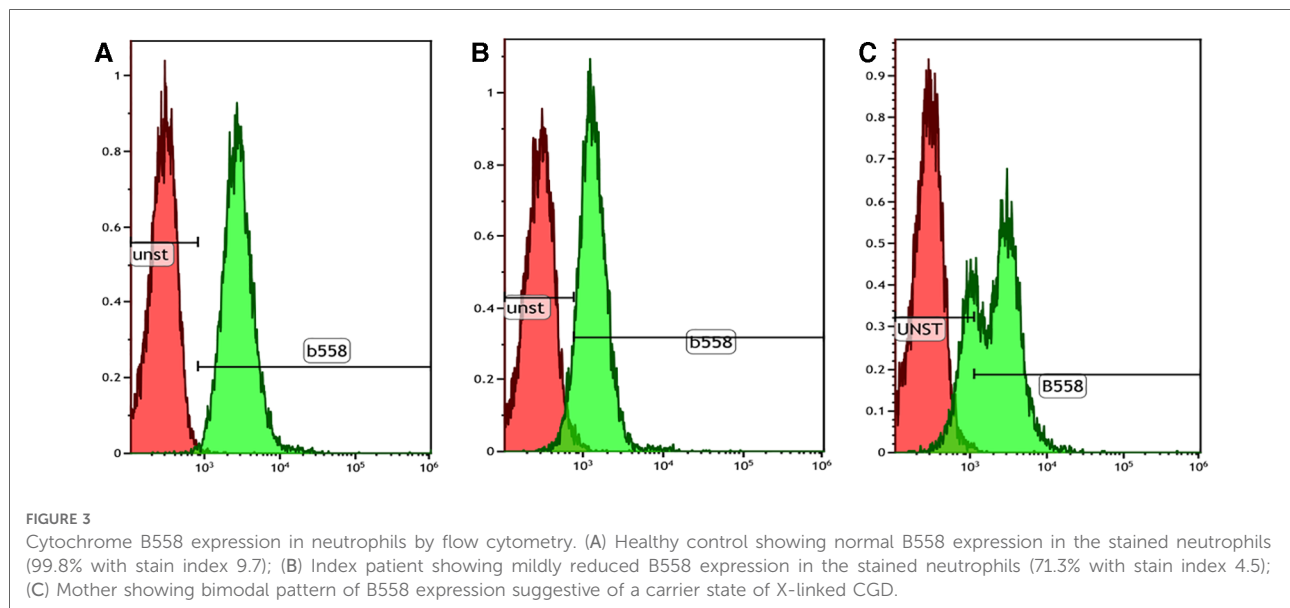 A
B
C
1
0.8
0.6
0.4
0.2
0
unst
b558
10³
10⁴
10⁵
10⁶
1
0.8
0.6
0.4
0.2
0
unst
b558
10³
10⁴
10⁵
10⁶
0.9
0.8
0.7
0.6
0.5
0.4
0.3
0.2
0.1
0
UNST
B558
10³
10⁴
10⁵
10⁶
FIGURE 3
Cytochrome B558 expression in neutrophils by flow cytometry. (A) Healthy control showing normal B558 expression in the stained neutrophils
(99.8% with stain index 9.7); (B) Index patient showing mildly reduced B558 expression in the stained neutrophils (71.3% with stain index 4.5);
(C) Mother showing bimodal pattern of B558 expression suggestive of a carrier state of X-linked CGD.